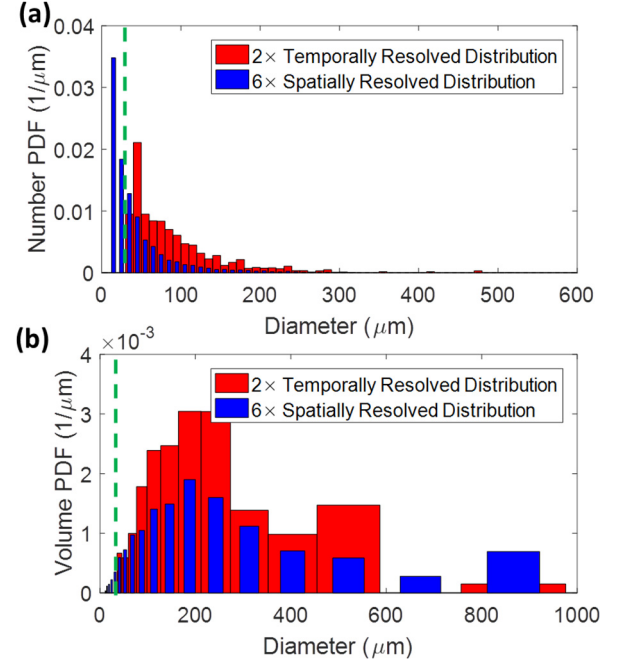 (a)
0.04
0.03
0.02
0.01
0
Number PDF (1/μm)
2× Temporally Resolved Distribution
6× Spatially Resolved Distribution
0 100 200 300 400 500 600
Diameter (μm)
(b)
×10⁻³
4
3
2
1
0
Volume PDF (1/μm)
2× Temporally Resolved Distribution
6× Spatially Resolved Distribution
0 200 400 600 800 1000
Diameter (μm)